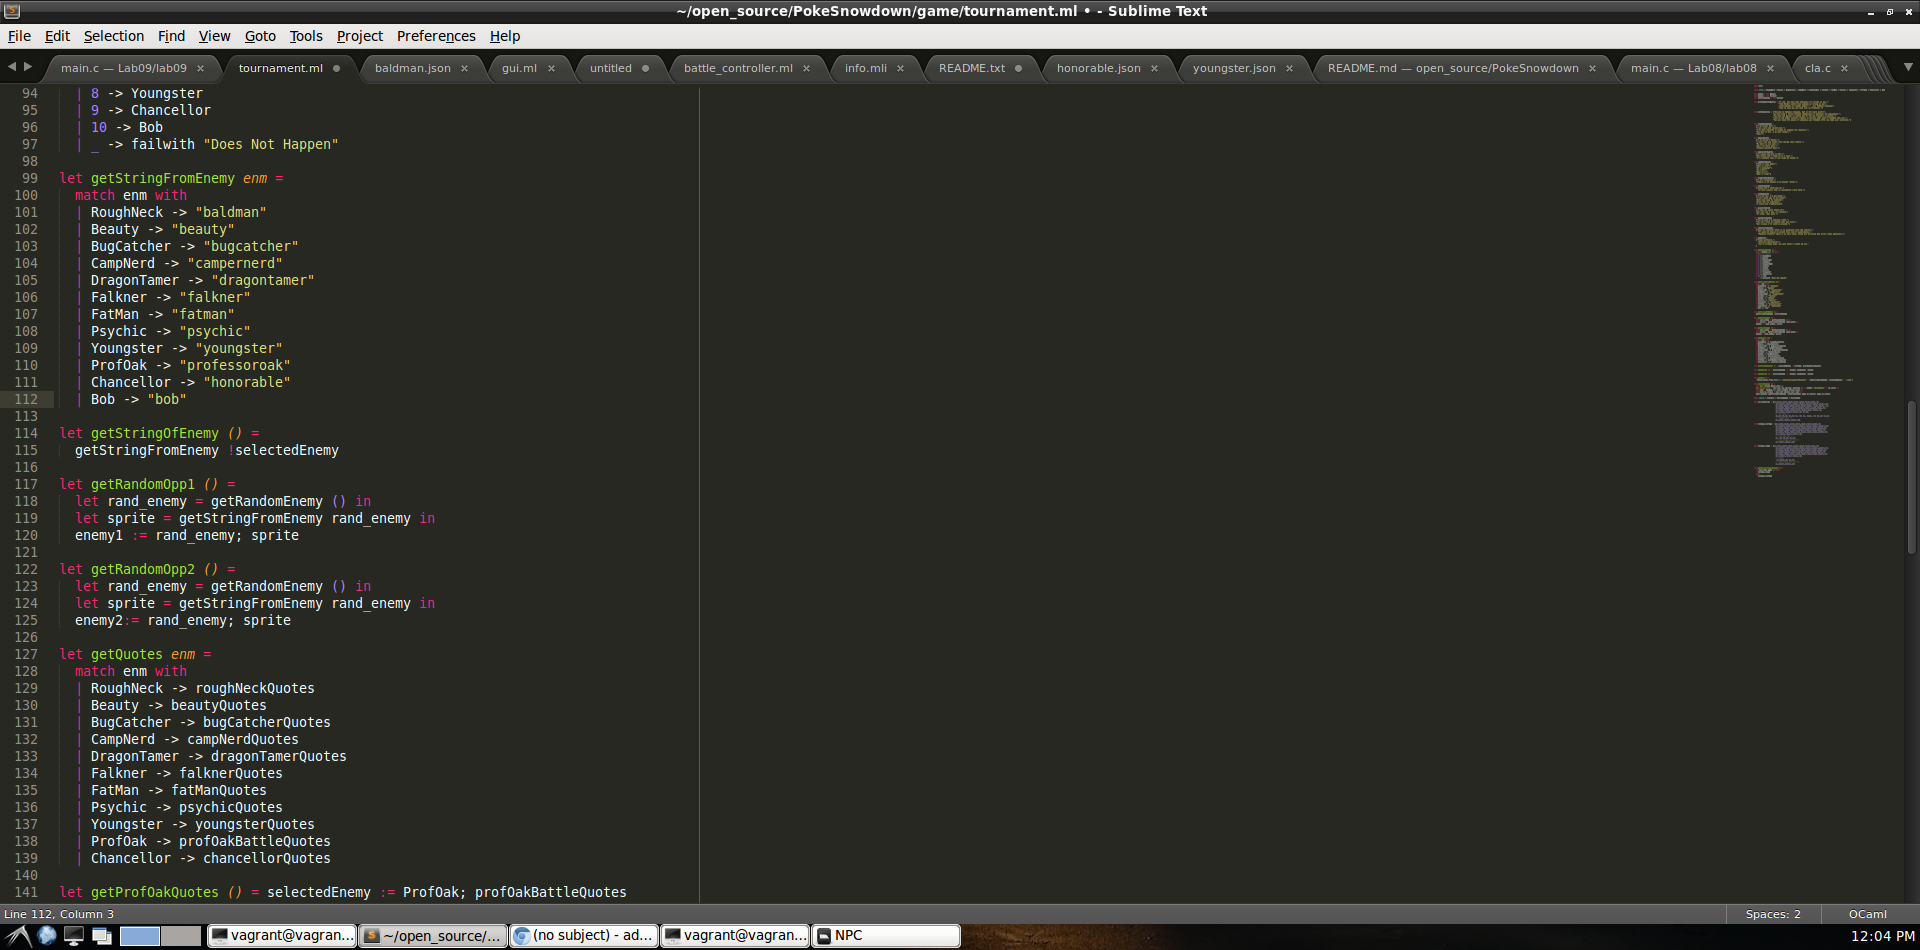 ~/open_source/PokeSnowdown/game/tournament.ml • - Sublime Text
File Edit Selection Find View Goto Tools Project Preferences Help
main.c — Lab09/lab09 × tournament.ml baldman.json × gui.ml × untitled battle_controller.ml × info.mli × README.txt honorable.json × youngster.json × README.md — open_source/PokeSnowdown × main.c — Lab08/lab08 × cla.c ×
94 | 8 -> Youngster
95 | 9 -> Chancellor
96 | 10 -> Bob
97 | _ -> failwith "Does Not Happen"
98
99 let getStringFromEnemy enm =
100 match enm with
101 | RoughNeck -> "baldman"
102 | Beauty -> "beauty"
103 | BugCatcher -> "bugcatcher"
104 | CampNerd -> "campernerd"
105 | DragonTamer -> "dragontamer"
106 | Falkner -> "falkner"
107 | FatMan -> "fatman"
108 | Psychic -> "psychic"
109 | Youngster -> "youngster"
110 | ProfOak -> "professoroak"
111 | Chancellor -> "honorable"
112 | Bob -> "bob"
113
114 let getStringOfEnemy () =
115 getStringFromEnemy !selectedEnemy
116
117 let getRandomOpp1 () =
118 let rand_enemy = getRandomEnemy () in
119 let sprite = getStringFromEnemy rand_enemy in
120 enemy1 := rand_enemy; sprite
121
122 let getRandomOpp2 () =
123 let rand_enemy = getRandomEnemy () in
124 let sprite = getStringFromEnemy rand_enemy in
125 enemy2:= rand_enemy; sprite
126
127 let getQuotes enm =
128 match enm with
129 | RoughNeck -> roughNeckQuotes
130 | Beauty -> beautyQuotes
131 | BugCatcher -> bugCatcherQuotes
132 | CampNerd -> campNerdQuotes
133 | DragonTamer -> dragonTamerQuotes
134 | Falkner -> falknerQuotes
135 | FatMan -> fatManQuotes
136 | Psychic -> psychicQuotes
137 | Youngster -> youngsterQuotes
138 | ProfOak -> profOakBattleQuotes
139 | Chancellor -> chancellorQuotes
140
141 let getProfOakQuotes () = selectedEnemy := ProfOak; profOakBattleQuotes
Line 112, Column 3 Spaces: 2 OCaml
vagrant@vagran... ~/open_source/... (no subject) - ad... vagrant@vagran... NPC 12:04 PM